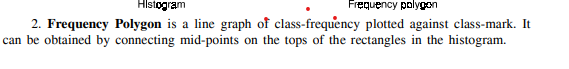 Histogram Frequency polygon
2. Frequency Polygon is a line graph of class-frequency plotted against class-mark. It
can be obtained by connecting mid-points on the tops of the rectangles in the histogram.